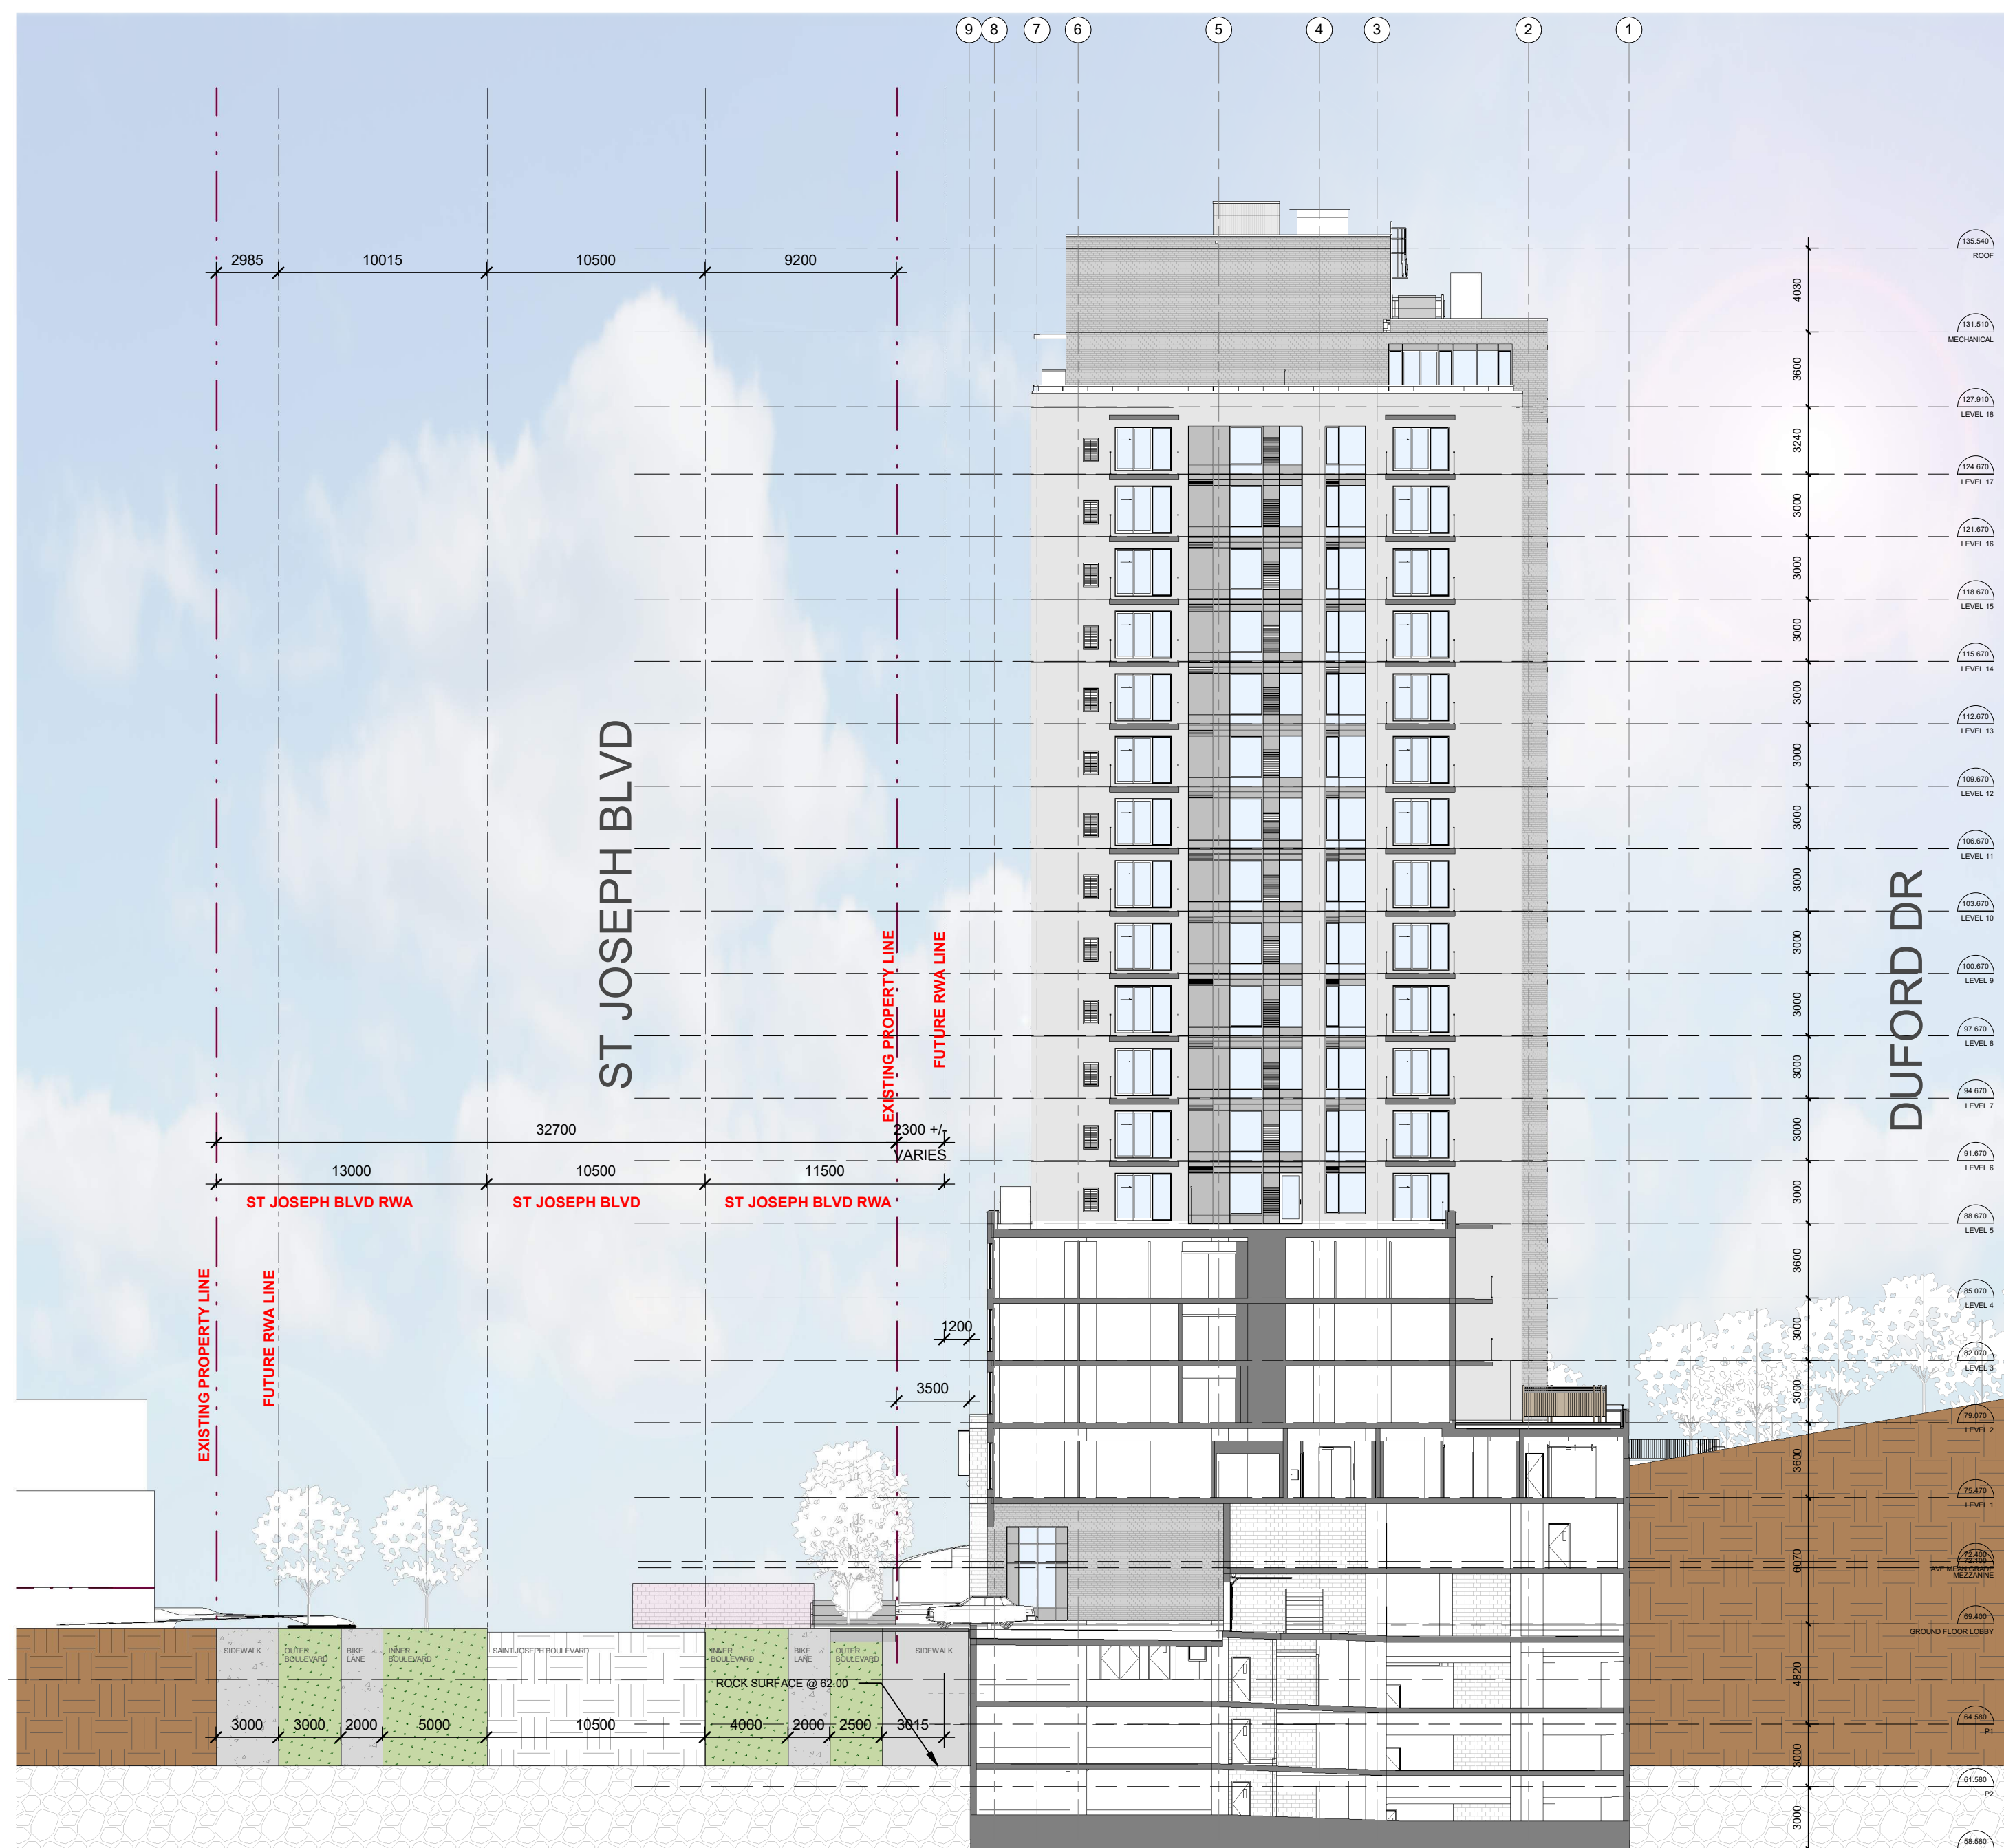 9 8 7 6 5 4 3 2 1
2985 10015 10500 9200
135.540
ROOF
4030
131.510
MECHANICAL
3600
127.910
LEVEL 18
3240
124.670
LEVEL 17
3000
121.670
LEVEL 16
3000
118.670
LEVEL 15
3000
115.670
LEVEL 14
3000
112.670
LEVEL 13
3000
109.670
LEVEL 12
3000
106.670
LEVEL 11
3000
103.670
LEVEL 10
3000
100.670
LEVEL 9
3000
97.670
LEVEL 8
3000
94.670
LEVEL 7
3000
91.670
LEVEL 6
3000
88.670
LEVEL 5
3600
85.070
LEVEL 4
3000
82.070
LEVEL 3
3000
79.070
LEVEL 2
3600
75.470
LEVEL 1
6070
72.400
72.100
AVE MEAN GRADE
MEZZANINE
69.400
GROUND FLOOR LOBBY
4820
64.580
P1
3000
61.580
P2
3000
58.580
ST JOSEPH BLVD
DUFORD DR
EXISTING PROPERTY LINE
FUTURE RWA LINE
32700
2300 +/-
VARIES
13000 10500 11500
ST JOSEPH BLVD RWA
ST JOSEPH BLVD
ST JOSEPH BLVD RWA
EXISTING PROPERTY LINE
FUTURE RWA LINE
1200
3500
SIDEWALK
OUTER
BOULEVARD
BIKE
LANE
INNER
BOULEVARD
SAINT JOSEPH BOULEVARD
INNER
BOULEVARD
BIKE
LANE
OUTER
BOULEVARD
SIDEWALK
ROCK SURFACE @ 62.00
3000 3000 2000 5000 10500 4000 2000 2500 3015